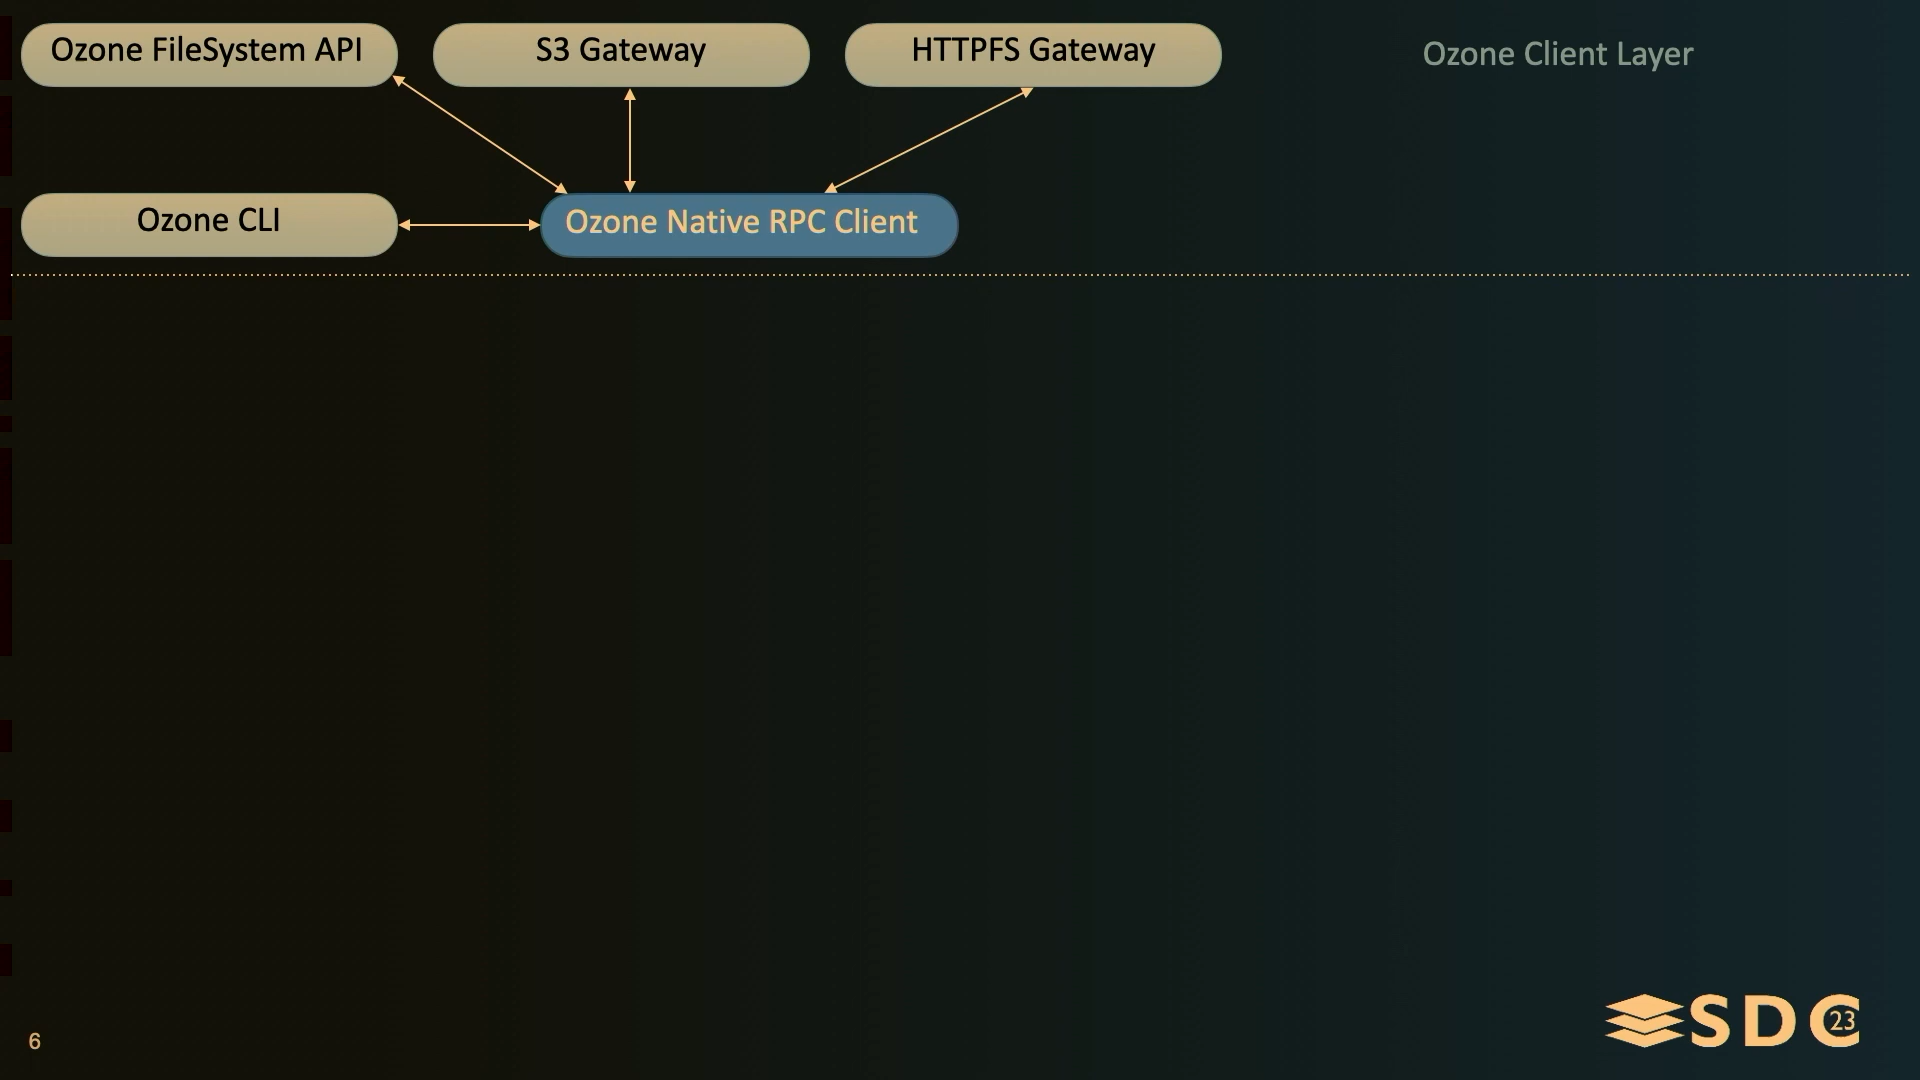 Ozone FileSystem API
S3 Gateway
HTTPFS Gateway
Ozone Client Layer
Ozone CLI
Ozone Native RPC Client
6
SDC 23